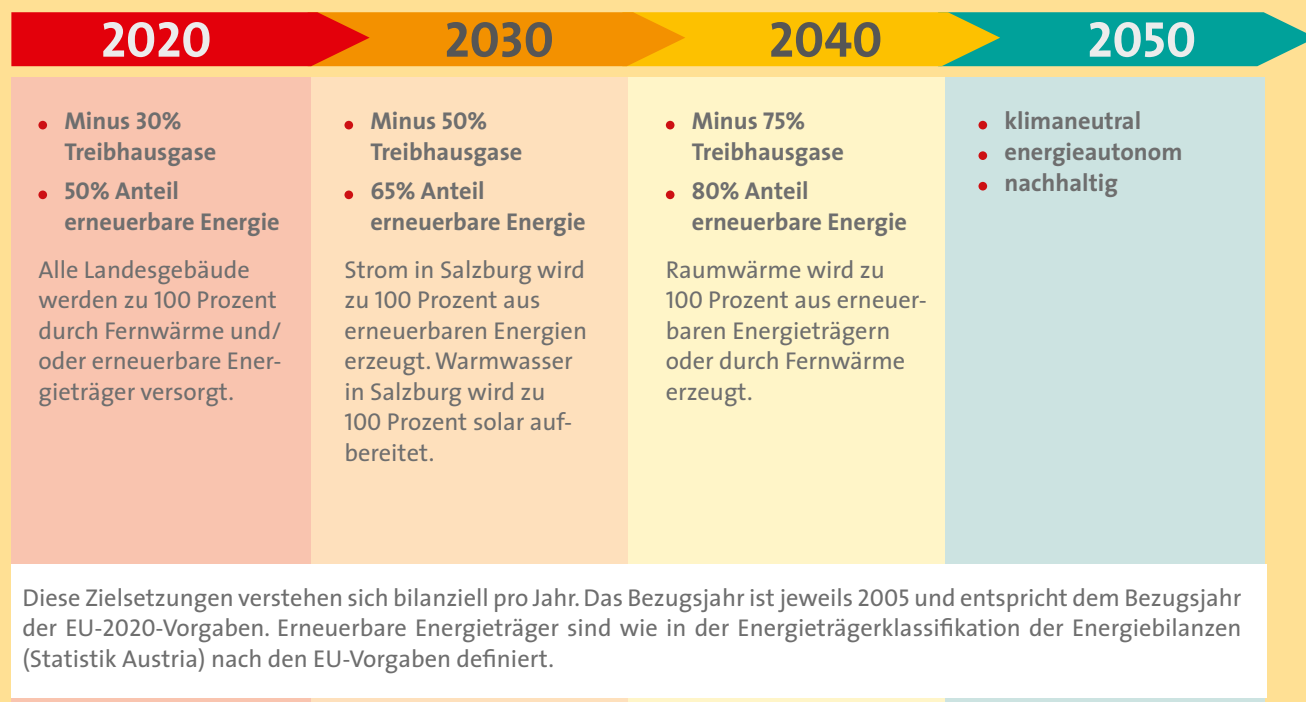 2020
2030
2040
2050
• Minus 30%
Treibhausgase
• 50% Anteil
erneuerbare Energie
Alle Landesgebäude
werden zu 100 Prozent
durch Fernwärme und/
oder erneuerbare Ener-
gieträger versorgt.
• Minus 50%
Treibhausgase
• 65% Anteil
erneuerbare Energie
Strom in Salzburg wird
zu 100 Prozent aus
erneuerbaren Energien
erzeugt. Warmwasser
in Salzburg wird zu
100 Prozent solar auf-
bereitet.
• Minus 75%
Treibhausgase
• 80% Anteil
erneuerbare Energie
Raumwärme wird zu
100 Prozent aus erneuer-
baren Energieträgern
oder durch Fernwärme
erzeugt.
• klimaneutral
• energieautonom
• nachhaltig
Diese Zielsetzungen verstehen sich bilanziell pro Jahr. Das Bezugsjahr ist jeweils 2005 und entspricht dem Bezugsjahr
der EU-2020-Vorgaben. Erneuerbare Energieträger sind wie in der Energieträgerklassifikation der Energiebilanzen
(Statistik Austria) nach den EU-Vorgaben definiert.